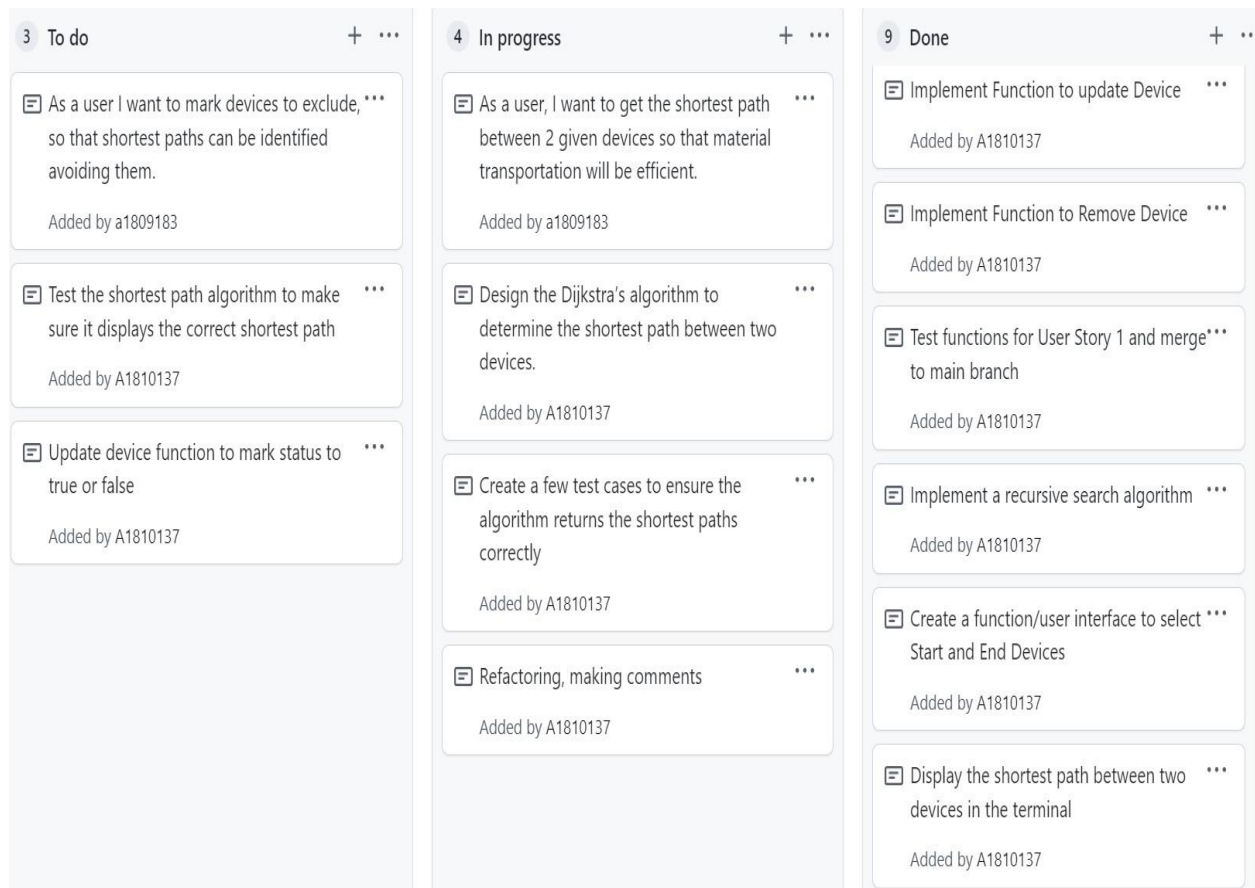 3 To do
As a user I want to mark devices to exclude,
so that shortest paths can be identified
avoiding them.
Added by a1809183
Test the shortest path algorithm to make
sure it displays the correct shortest path
Added by A1810137
Update device function to mark status to
true or false
Added by A1810137
4 In progress
As a user, I want to get the shortest path
between 2 given devices so that material
transportation will be efficient.
Added by a1809183
Design the Dijkstra’s algorithm to
determine the shortest path between two
devices.
Added by A1810137
Create a few test cases to ensure the
algorithm returns the shortest paths
correctly
Added by A1810137
Refactoring, making comments
Added by A1810137
9 Done
Implement Function to update Device
Added by A1810137
Implement Function to Remove Device
Added by A1810137
Test functions for User Story 1 and merge
to main branch
Added by A1810137
Implement a recursive search algorithm
Added by A1810137
Create a function/user interface to select
Start and End Devices
Added by A1810137
Display the shortest path between two
devices in the terminal
Added by A1810137